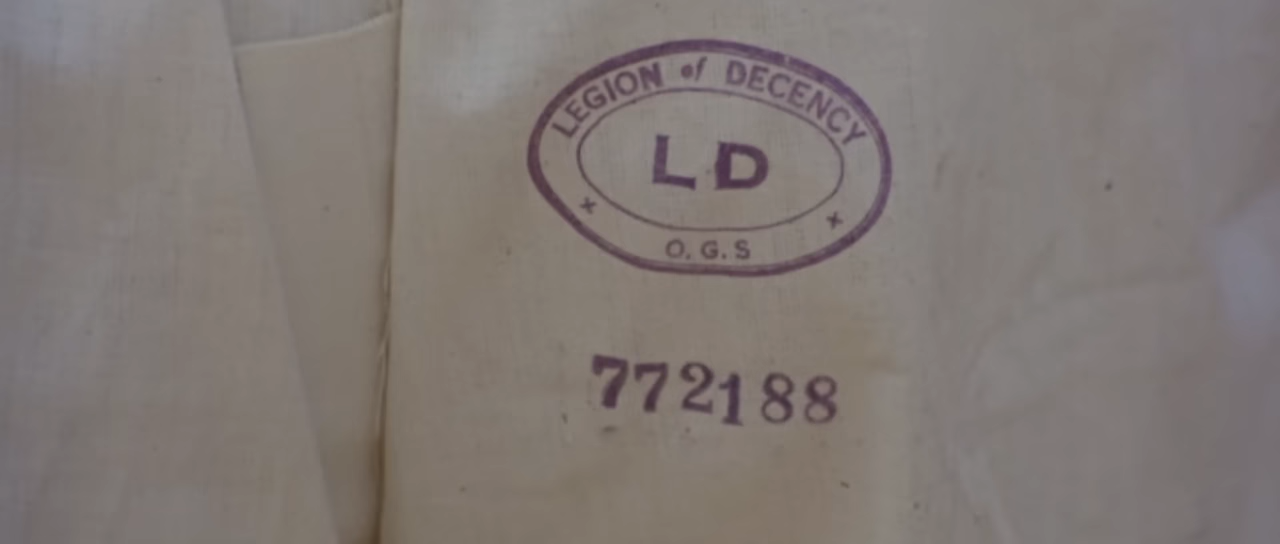 LEGION of DECENCY
LD
x x
O.G.S
772188